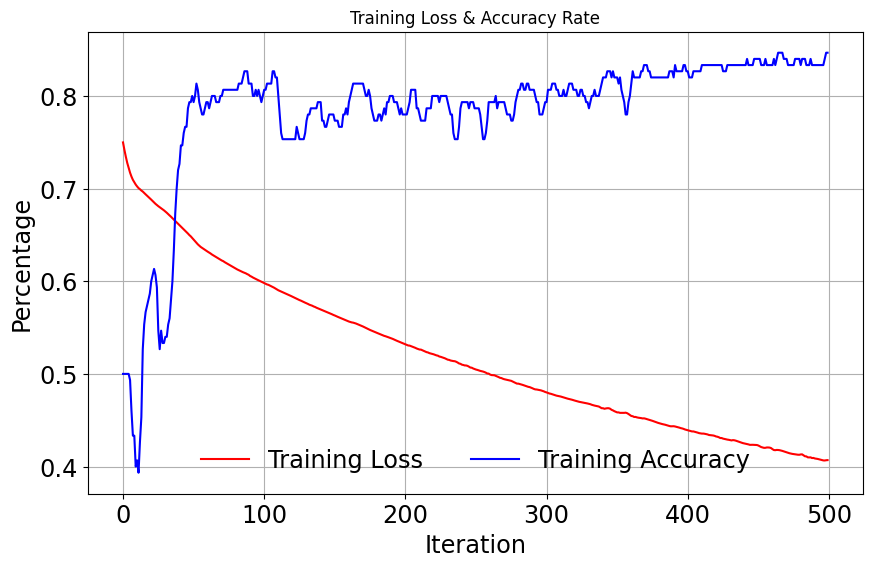 Training Loss & Accuracy Rate
Percentage
0.8
0.7
0.6
0.5
0.4
Training Loss
Training Accuracy
0
100
200
300
400
500
Iteration